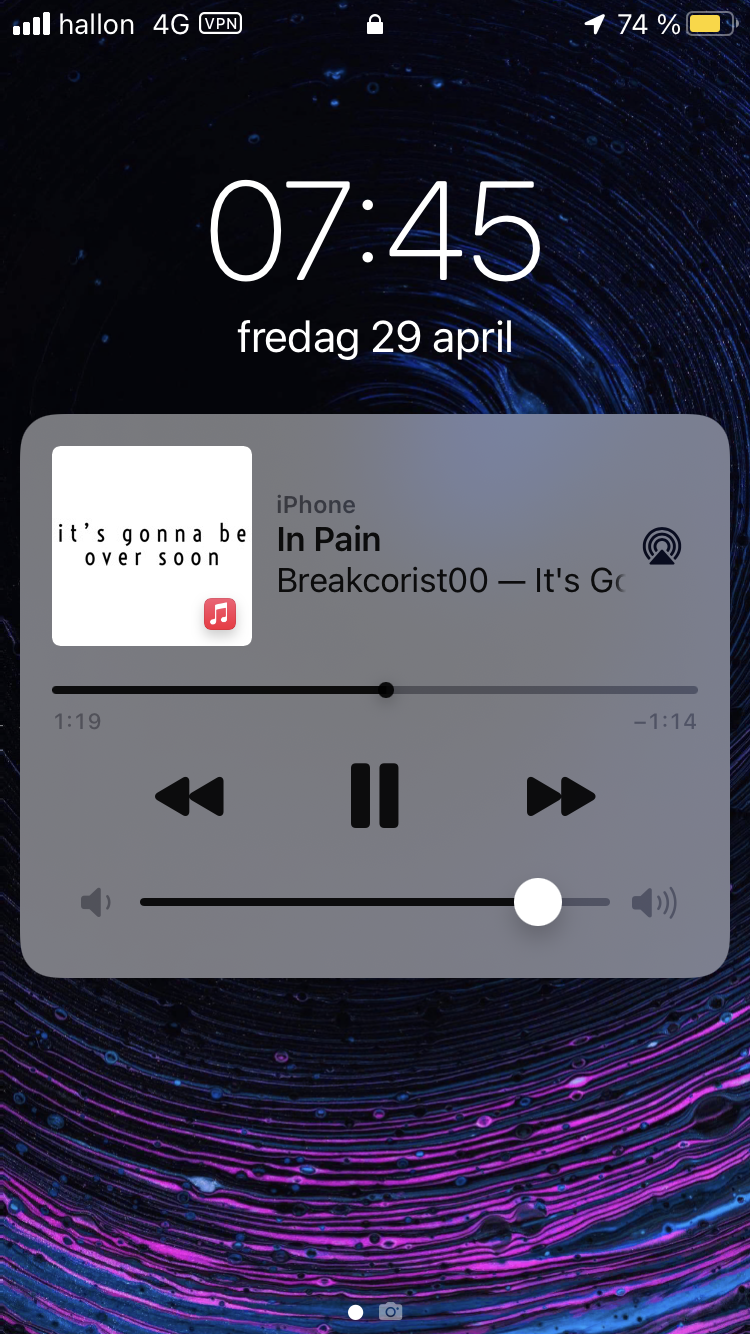 hallon 4G VPN 74 %
07:45
fredag 29 april
it's gonna be
over soon
iPhone
In Pain
Breakcorist00 — It's Go
1:19 −1:14